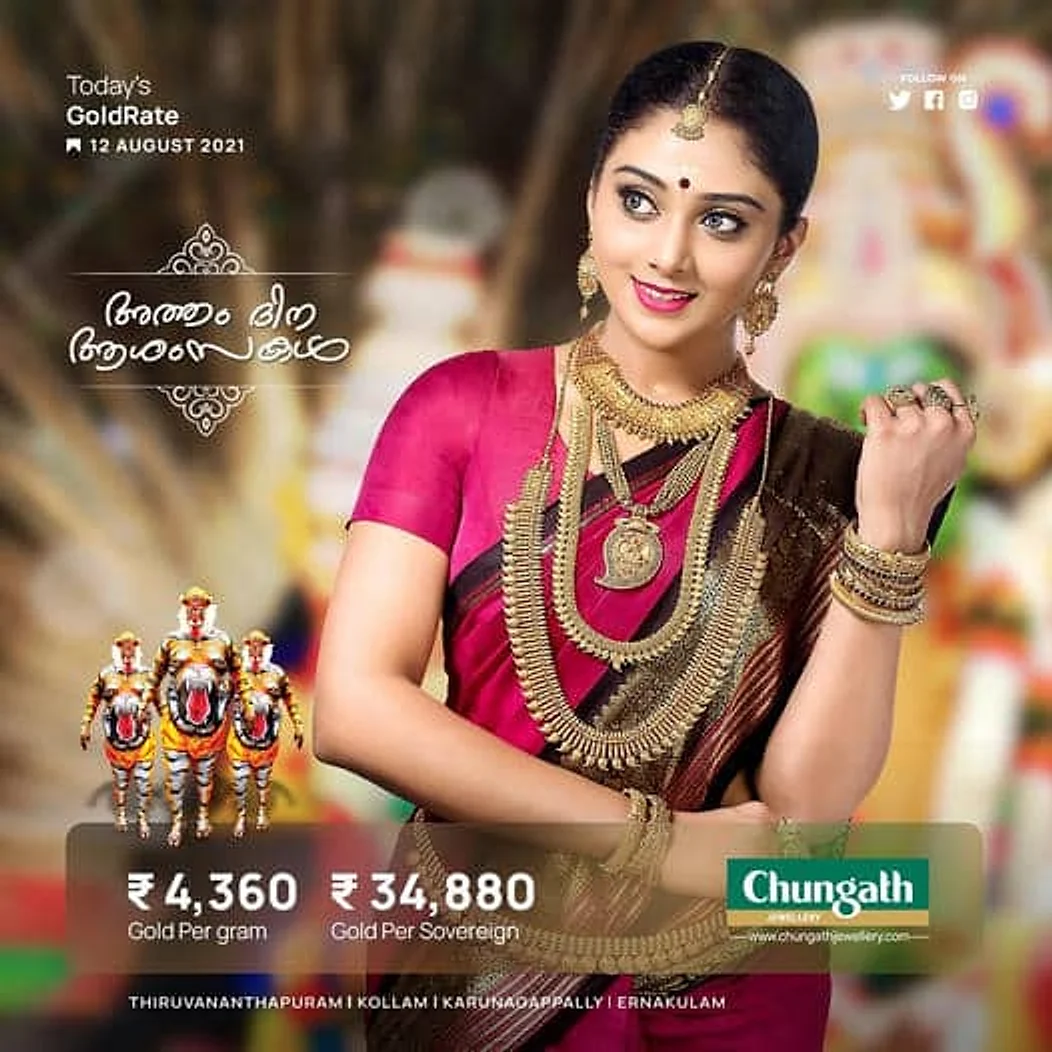 Today's
GoldRate
12 AUGUST 2021
FOLLOW ON
അത്തം ദിന
ആശംസകൾ
₹ 4,360
Gold Per gram
₹ 34,880
Gold Per Sovereign
Chungath
JEWELLERY
www.chungathjewellery.com
THIRUVANANTHAPURAM | KOLLAM | KARUNAGAPPALLY | ERNAKULAM